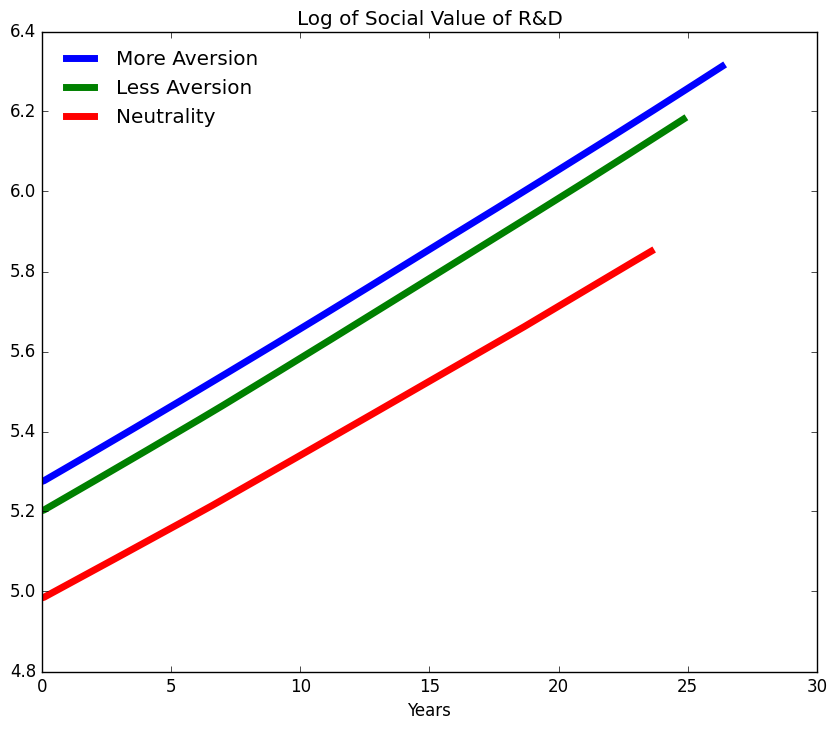 Log of Social Value of R&D
6.4
6.2
6.0
5.8
5.6
5.4
5.2
5.0
4.8
More Aversion
Less Aversion
Neutrality
0 5 10 15 20 25 30
Years